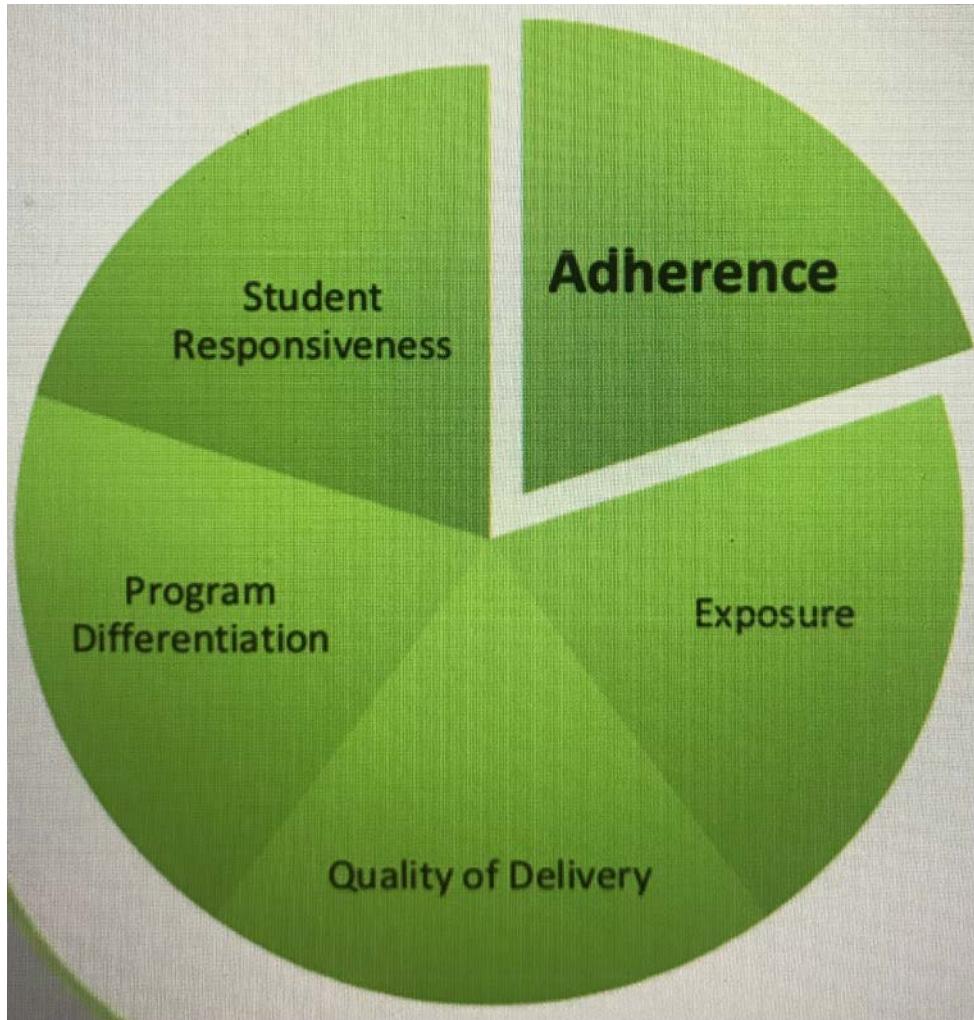 Adherence
Exposure
Quality of Delivery
Program
Differentiation
Student
Responsiveness